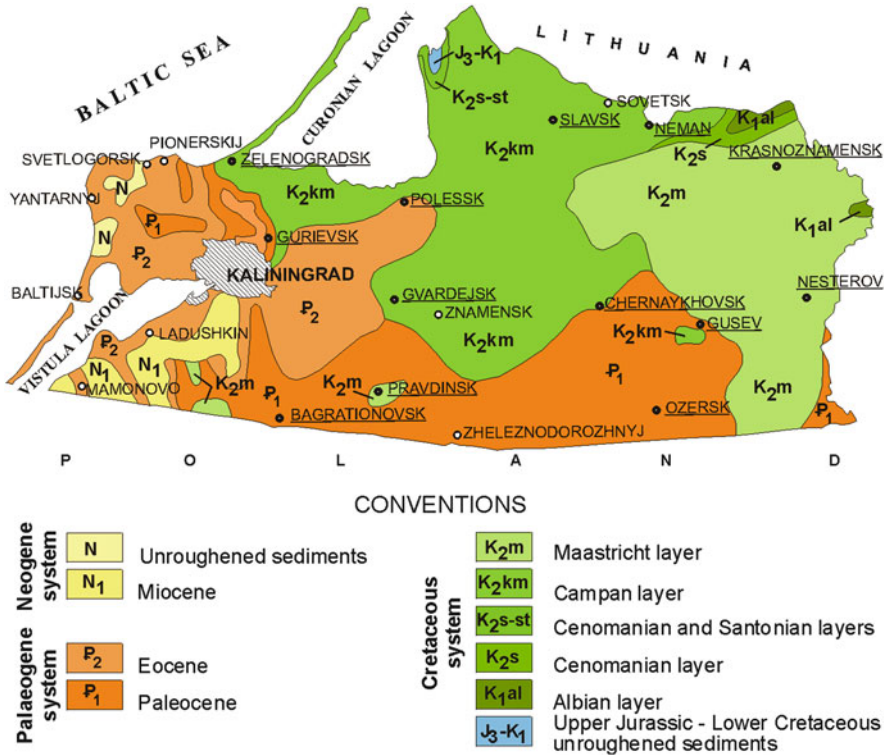 BALTIC SEA
CURONIAN LAGOON
LITHUANIA
J3-K1
K2s-st
SOVETSK
SLAVSK
NEMAN
K1al
PIONERSKIJ
SVETLOGORSK
ZELENOGRADSK
K2km
K2s
KRASNOZNAMENSK
N
YANTARNYJ
K2km
POLESSK
K2m
P1
K1al
N
GURIEVSK
P2
KALININGRAD
NESTEROV
BALTIJSK
P2
GVARDEJSK
CHERNAYKHOVSK
ZNAMENSK
GUSEV
VISTULA LAGOON
LADUSHKIN
K2km
P2
K2km
N1
N1
K2m
K2m
P1
K2m
MAMONOVO
P1
PRAVDINSK
BAGRATIONOVSK
OZERSK
P1
ZHELEZNODOROZHNYJ
POLAND
CONVENTIONS
Neogene system
N Unroughened sediments
N1 Miocene
Palaeogene system
P2 Eocene
P1 Paleocene
Cretaceous system
K2m Maastricht layer
K2km Campan layer
K2s-st Cenomanian and Santonian layers
K2s Cenomanian layer
K1al Albian layer
J3-K1 Upper Jurassic - Lower Cretaceous
unroughened sediments